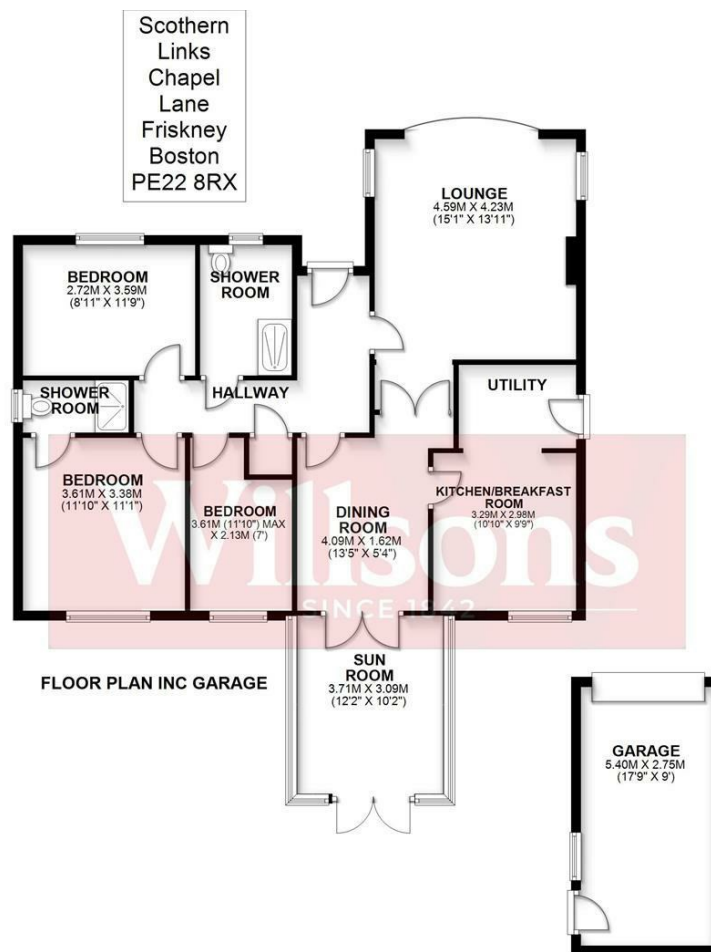 Scothern
Links
Chapel
Lane
Friskney
Boston
PE22 8RX
LOUNGE
4.59M X 4.23M
(15'1" X 13'11")
BEDROOM
2.72M X 3.59M
(8'11" X 11'9")
SHOWER
ROOM
SHOWER
ROOM
HALLWAY
UTILITY
BEDROOM
3.61M X 3.38M
(11'10" X 11'1")
BEDROOM
3.61M (11'10") MAX
X 2.13M (7')
DINING
ROOM
4.09M X 1.62M
(13'5" X 5'4")
KITCHEN/BREAKFAST
ROOM
3.29M X 2.98M
(10'10" X 9'9")
Willsons
SINCE 1842
SUN
ROOM
3.71M X 3.09M
(12'2" X 10'2")
FLOOR PLAN INC GARAGE
GARAGE
5.40M X 2.75M
(17'9" X 9')